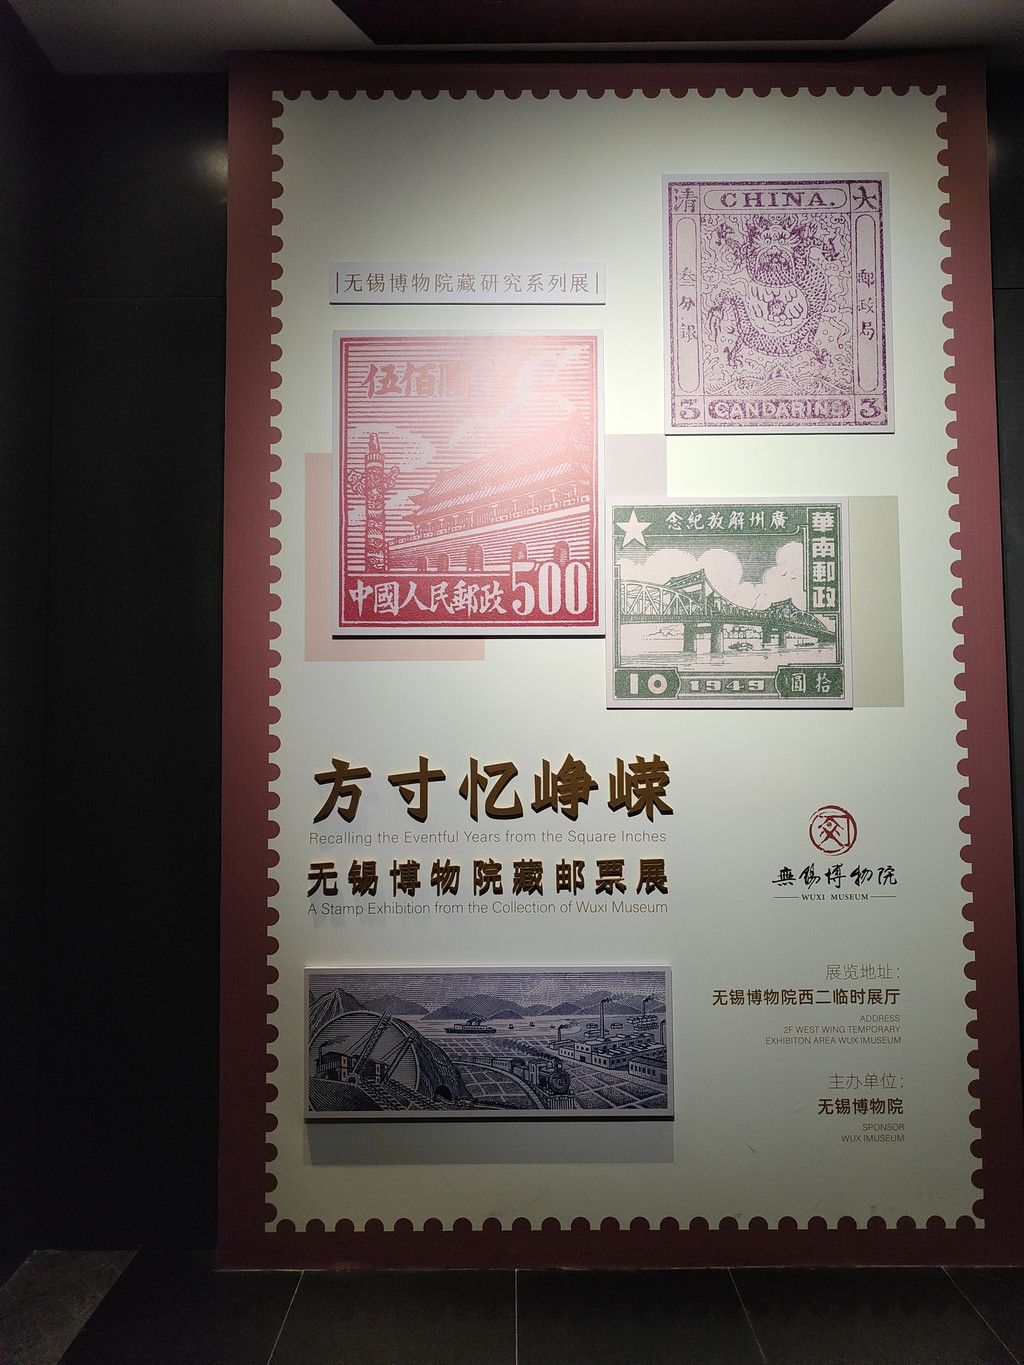 |无锡博物院藏研究系列展|
清 CHINA. 大
叁分银
郵政局
3 CANDARINS 3
伍佰圓
中國人民郵政 500
念紀放解州廣
華南郵政
10 1949 圓拾
方寸忆峥嵘
Recalling the Eventful Years from the Square Inches
无锡博物院藏邮票展
A Stamp Exhibition from the Collection of Wuxi Museum
無錫博物院
WUXI MUSEUM
展览地址：
无锡博物院西二临时展厅
ADDRESS
2F WEST WING TEMPORARY
EXHIBITON AREA WUX IMUSEUM
主办单位：
无锡博物院
SPONSOR
WUX IMUSEUM